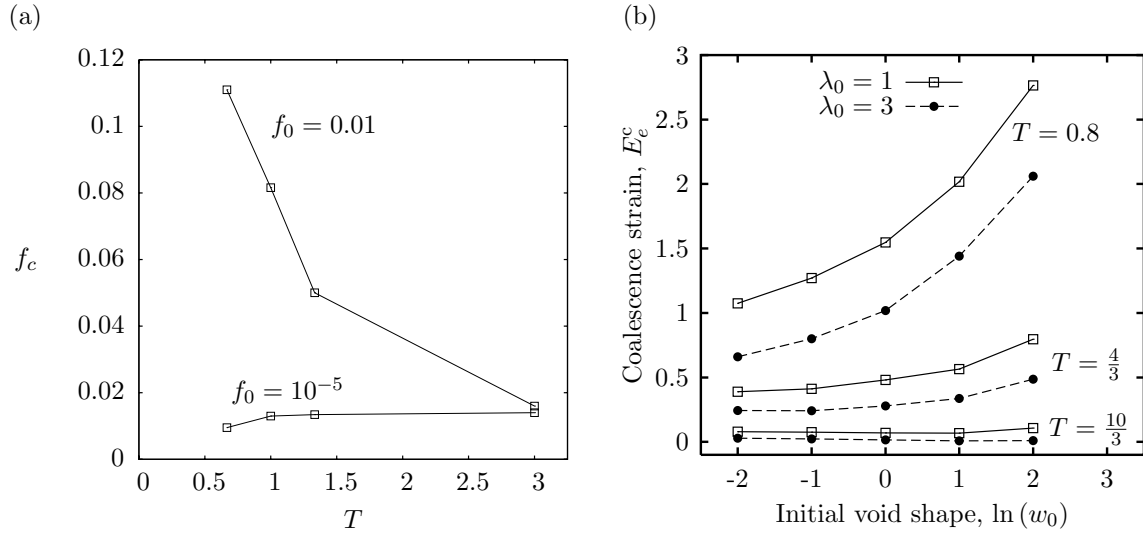 (a)
0.12
0.1
0.08
0.06
0.04
0.02
0
f_c
f_0 = 0.01
f_0 = 10^{-5}
0 0.5 1 1.5 2 2.5 3
T
(b)
3
2.5
2
1.5
1
0.5
0
Coalescence strain, E_e^c
λ_0 = 1
λ_0 = 3
T = 0.8
T = 4/3
T = 10/3
-2 -1 0 1 2 3
Initial void shape, ln (w_0)